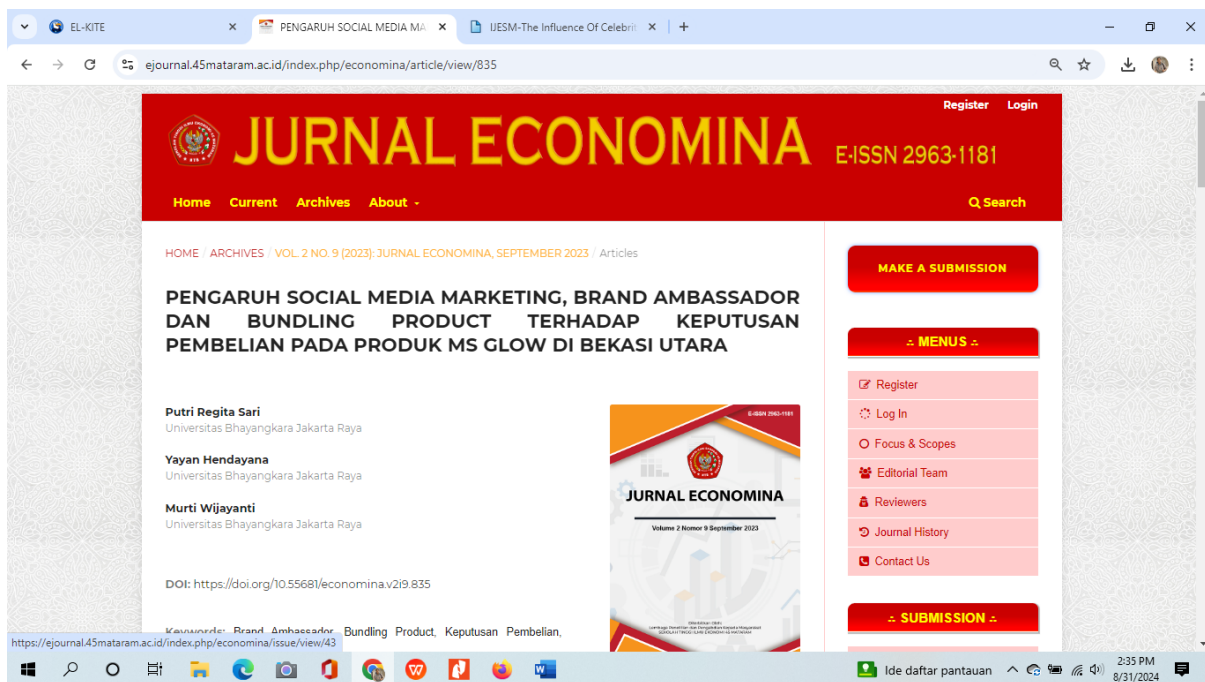 EL-KITE
PENGARUH SOCIAL MEDIA MA
IJESM-The Influence Of Celebrit
ejournal.45mataram.ac.id/index.php/economina/article/view/835
Register Login
JURNAL ECONOMINA E-ISSN 2963-1181
Home Current Archives About Search
HOME / ARCHIVES / VOL. 2 NO. 9 (2023): JURNAL ECONOMINA, SEPTEMBER 2023 / Articles
PENGARUH SOCIAL MEDIA MARKETING, BRAND AMBASSADOR
DAN BUNDLING PRODUCT TERHADAP KEPUTUSAN
PEMBELIAN PADA PRODUK MS GLOW DI BEKASI UTARA
Putri Regita Sari
Universitas Bhayangkara Jakarta Raya
Yayan Hendayana
Universitas Bhayangkara Jakarta Raya
Murti Wijayanti
Universitas Bhayangkara Jakarta Raya
DOI: https://doi.org/10.55681/economina.v2i9.835
Keywords: Brand Ambassador, Bundling Product, Keputusan Pembelian,
E-ISSN 2963-1181
JURNAL ECONOMINA
Volume 2 Nomor 9 September 2023
MAKE A SUBMISSION
.:. MENUS .:.
Register
Log In
Focus & Scopes
Editorial Team
Reviewers
Journal History
Contact Us
.:. SUBMISSION .:.
https://ejournal.45mataram.ac.id/index.php/economina/issue/view/43
Ide daftar pantauan
2:35 PM
8/31/2024